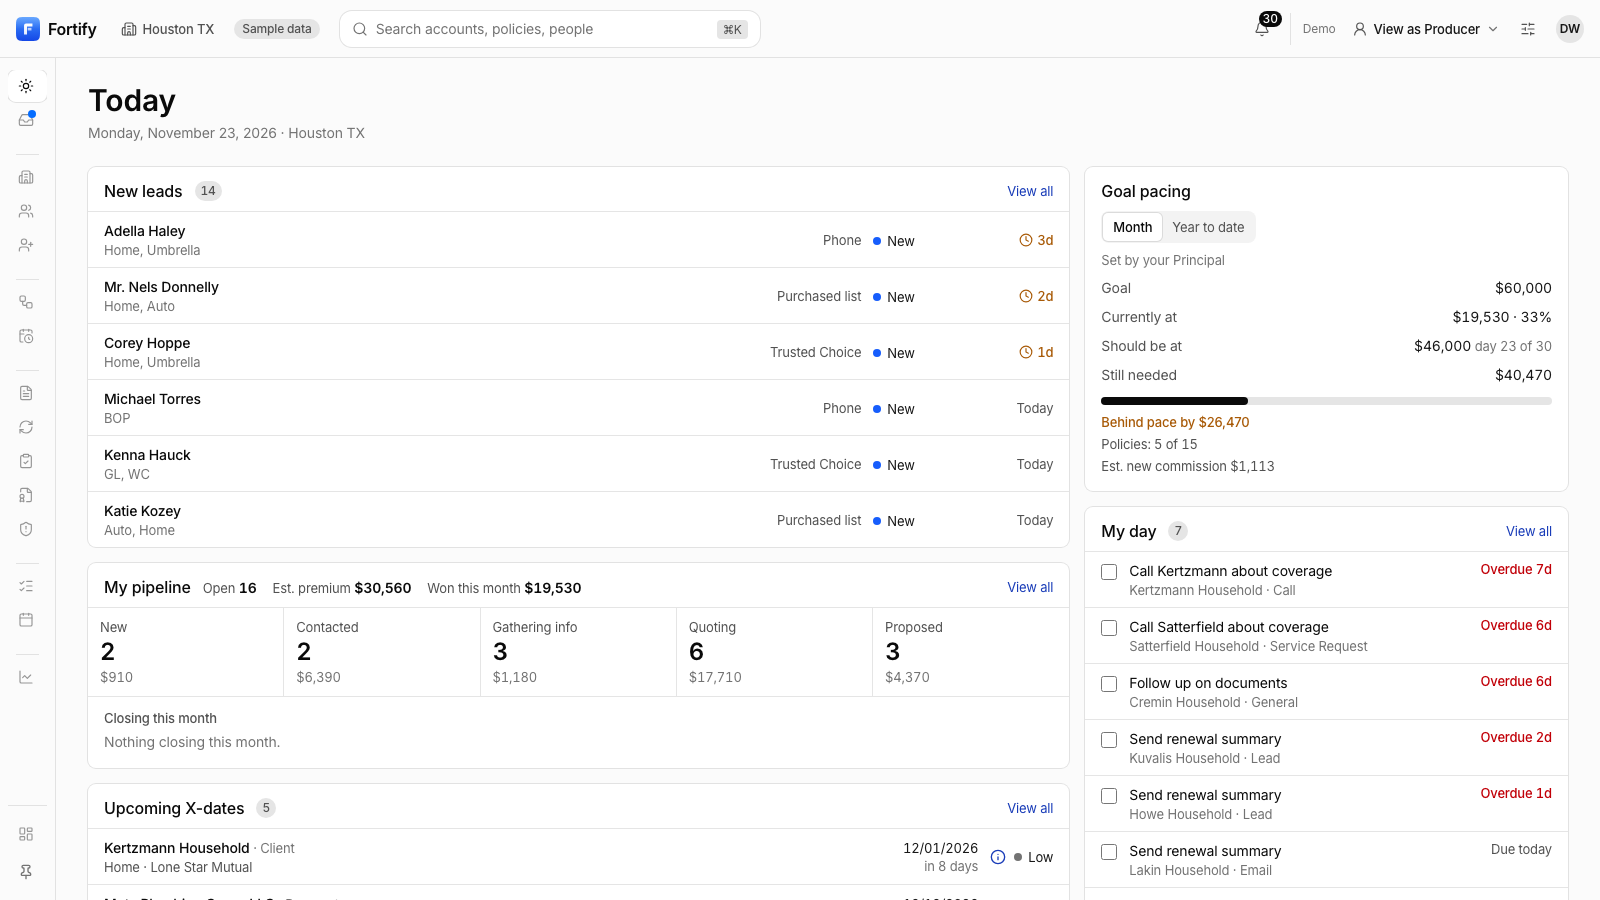 Fortify
Houston TX
Sample data
Search accounts, policies, people
⌘K
30
Demo
View as Producer
DW
Today
Monday, November 23, 2026 · Houston TX
New leads 14
View all
Adella Haley
Home, Umbrella
Phone
New
3d
Mr. Nels Donnelly
Home, Auto
Purchased list
New
2d
Corey Hoppe
Home, Umbrella
Trusted Choice
New
1d
Michael Torres
BOP
Phone
New
Today
Kenna Hauck
GL, WC
Trusted Choice
New
Today
Katie Kozey
Auto, Home
Purchased list
New
Today
My pipeline
Open 16
Est. premium $30,560
Won this month $19,530
View all
New
2
$910
Contacted
2
$6,390
Gathering info
3
$1,180
Quoting
6
$17,710
Proposed
3
$4,370
Closing this month
Nothing closing this month.
Upcoming X-dates 5
View all
Kertzmann Household · Client
Home · Lone Star Mutual
12/01/2026
in 8 days
Low
Goal pacing
Month
Year to date
Set by your Principal
Goal
$60,000
Currently at
$19,530 · 33%
Should be at
$46,000 day 23 of 30
Still needed
$40,470
Behind pace by $26,470
Policies: 5 of 15
Est. new commission $1,113
My day 7
View all
Call Kertzmann about coverage
Kertzmann Household · Call
Overdue 7d
Call Satterfield about coverage
Satterfield Household · Service Request
Overdue 6d
Follow up on documents
Cremin Household · General
Overdue 6d
Send renewal summary
Kuvalis Household · Lead
Overdue 2d
Send renewal summary
Howe Household · Lead
Overdue 1d
Send renewal summary
Lakin Household · Email
Due today